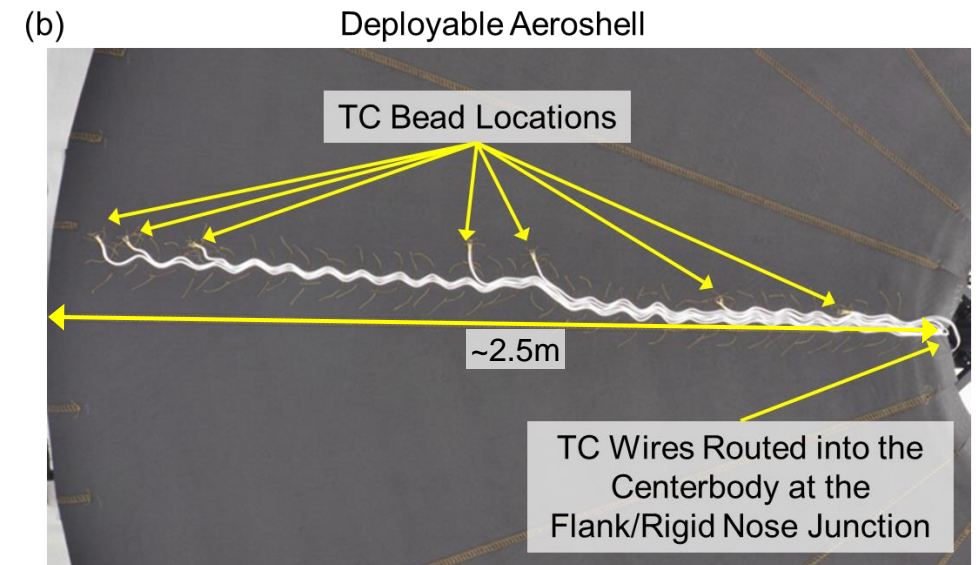 (b)
Deployable Aeroshell
TC Bead Locations
~2.5m
TC Wires Routed into the
Centerbody at the
Flank/Rigid Nose Junction